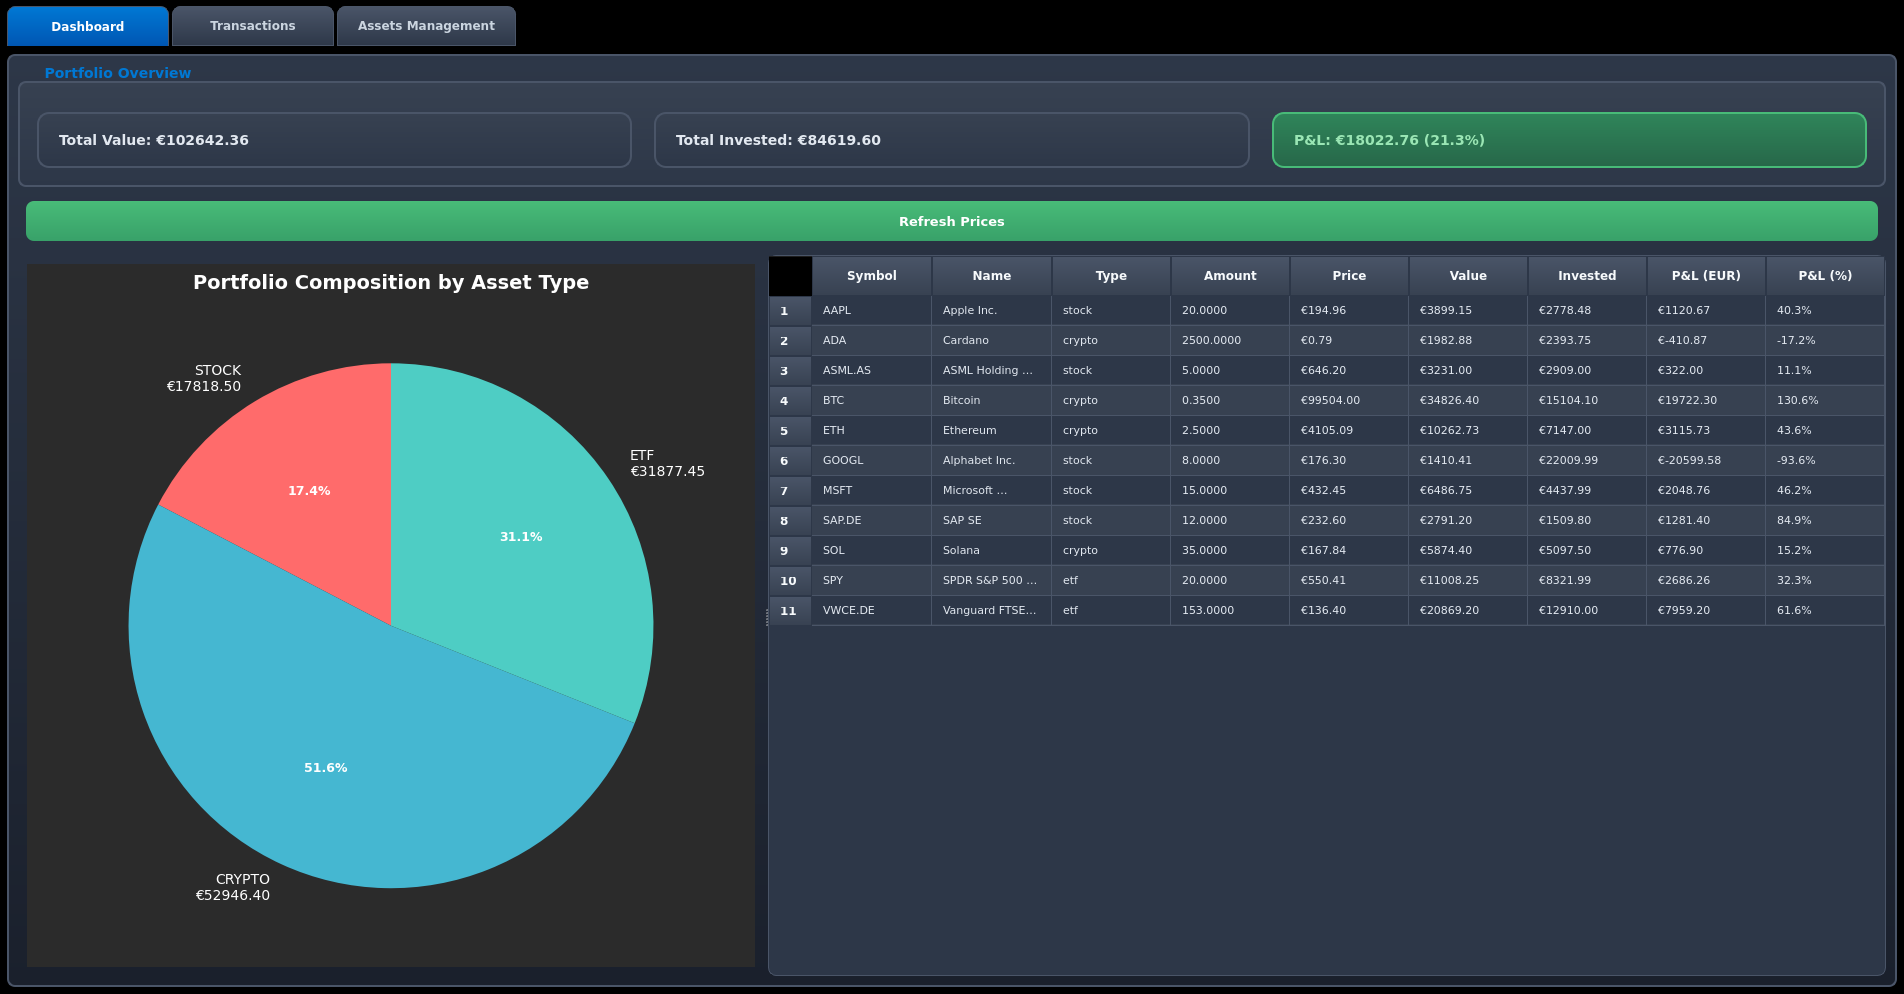 Dashboard Transactions Assets Management
Portfolio Overview
Total Value: €102642.36 Total Invested: €84619.60 P&L: €18022.76 (21.3%)
Refresh Prices
Portfolio Composition by Asset Type
STOCK
€17818.50
ETF
€31877.45
17.4%
31.1%
51.6%
CRYPTO
€52946.40
Symbol Name Type Amount Price Value Invested P&L (EUR) P&L (%)
1 AAPL Apple Inc. stock 20.0000 €194.96 €3899.15 €2778.48 €1120.67 40.3%
2 ADA Cardano crypto 2500.0000 €0.79 €1982.88 €2393.75 €-410.87 -17.2%
3 ASML.AS ASML Holding ... stock 5.0000 €646.20 €3231.00 €2909.00 €322.00 11.1%
4 BTC Bitcoin crypto 0.3500 €99504.00 €34826.40 €15104.10 €19722.30 130.6%
5 ETH Ethereum crypto 2.5000 €4105.09 €10262.73 €7147.00 €3115.73 43.6%
6 GOOGL Alphabet Inc. stock 8.0000 €176.30 €1410.41 €22009.99 €-20599.58 -93.6%
7 MSFT Microsoft ... stock 15.0000 €432.45 €6486.75 €4437.99 €2048.76 46.2%
8 SAP.DE SAP SE stock 12.0000 €232.60 €2791.20 €1509.80 €1281.40 84.9%
9 SOL Solana crypto 35.0000 €167.84 €5874.40 €5097.50 €776.90 15.2%
10 SPY SPDR S&P 500 ... etf 20.0000 €550.41 €11008.25 €8321.99 €2686.26 32.3%
11 VWCE.DE Vanguard FTSE... etf 153.0000 €136.40 €20869.20 €12910.00 €7959.20 61.6%